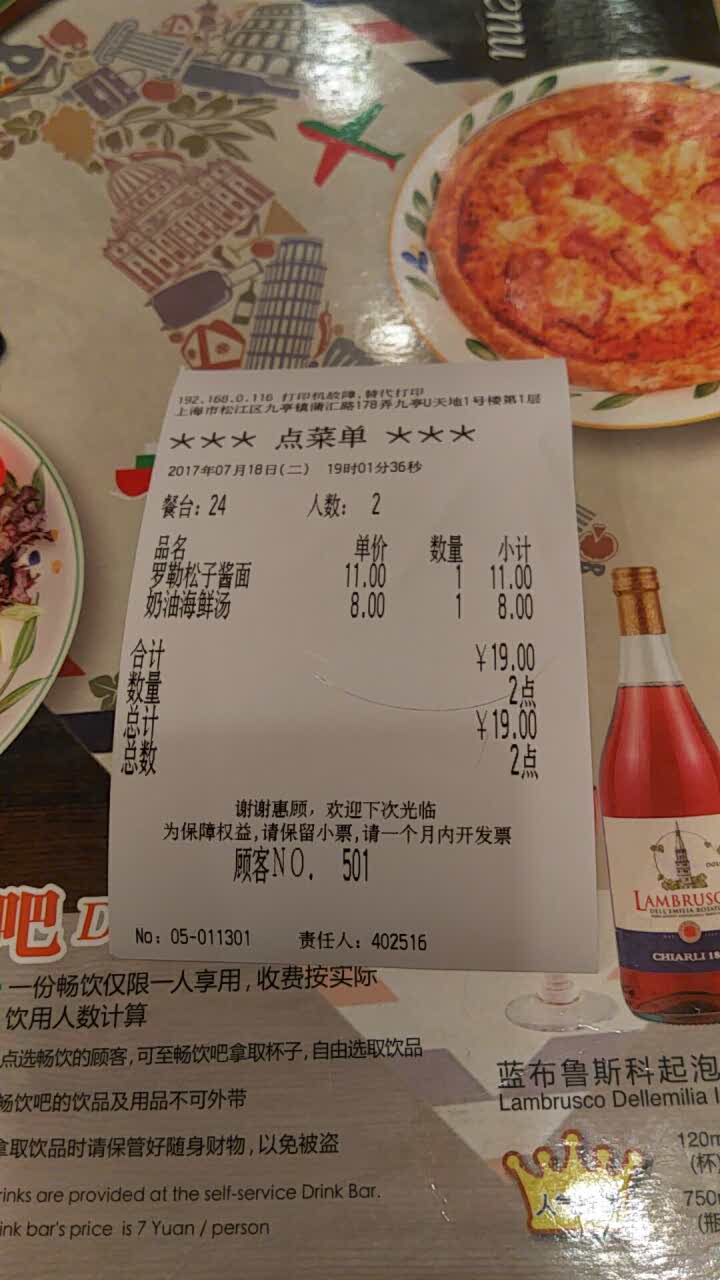 enu
192.168.0.116 打印机故障,替代打印
上海市松江区九亭镇蒲汇路178弄九亭U天地1号楼第1层
*** 点菜单 ***
2017年07月18日(二) 19时01分36秒
餐台: 24 人数: 2
品名 单价 数量 小计
罗勒松子酱面 11.00 1 11.00
奶油海鲜汤 8.00 1 8.00
合计 ¥19.00
数量 2点
总计 ¥19.00
总数 2点
谢谢惠顾，欢迎下次光临
为保障权益,请保留小票,请一个月内开发票
顾客NO. 501
No: 05-011301 责任人: 402516
吧 D
一份畅饮仅限一人享用,收费按实际
饮用人数计算
点选畅饮的顾客,可至畅饮吧拿取杯子,自由选取饮品
畅饮吧的饮品及用品不可外带
拿取饮品时请保管好随身财物,以免被盗
rinks are provided at the self-service Drink Bar.
ink bar's price is 7 Yuan / person
LAMBRUSC
DELL'EMILIA ROSAT
CHIARLI 18
蓝布鲁斯科起泡
Lambrusco Dellemilia
120m
(杯)
750m
(瓶
人